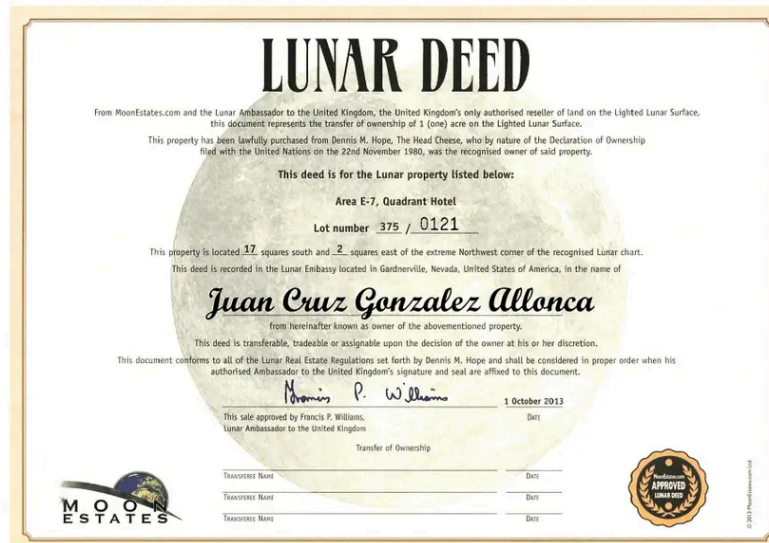 LUNAR DEED
From MoonEstates.com and the Lunar Ambassador to the United Kingdom, the United Kingdom's only authorised reseller of land on the Lighted Lunar Surface,
this document represents the transfer of ownership of 1 (one) acre on the Lighted Lunar Surface.
This property has been lawfully purchased from Dennis M. Hope, The Head Cheese, who by nature of the Declaration of Ownership
filed with the United Nations on the 22nd November 1980, was the recognised owner of said property.
This deed is for the Lunar property listed below:
Area E-7, Quadrant Hotel
Lot number 375 / 0121
This property is located 17 squares south and 2 squares east of the extreme Northwest corner of the recognised Lunar chart.
This deed is recorded in the Lunar Embassy located in Gardnerville, Nevada, United States of America, in the name of
Juan Cruz Gonzalez Allonca
from hereinafter known as owner of the abovementioned property.
This deed is transferable, tradeable or assignable upon the decision of the owner at his or her discretion.
This document conforms to all of the Lunar Real Estate Regulations set forth by Dennis M. Hope and shall be considered in proper order when his
authorised Ambassador to the United Kingdom's signature and seal are affixed to this document.
Francis P. Williams
1 October 2013
This sale approved by Francis P. Williams, DATE
Lunar Ambassador to the United Kingdom
Transfer of Ownership
TRANSFEREE NAME DATE
TRANSFEREE NAME DATE
TRANSFEREE NAME DATE
MOON
ESTATES
MoonEstates.com
APPROVED
LUNAR DEED
© 2013 MoonEstates.com Ltd